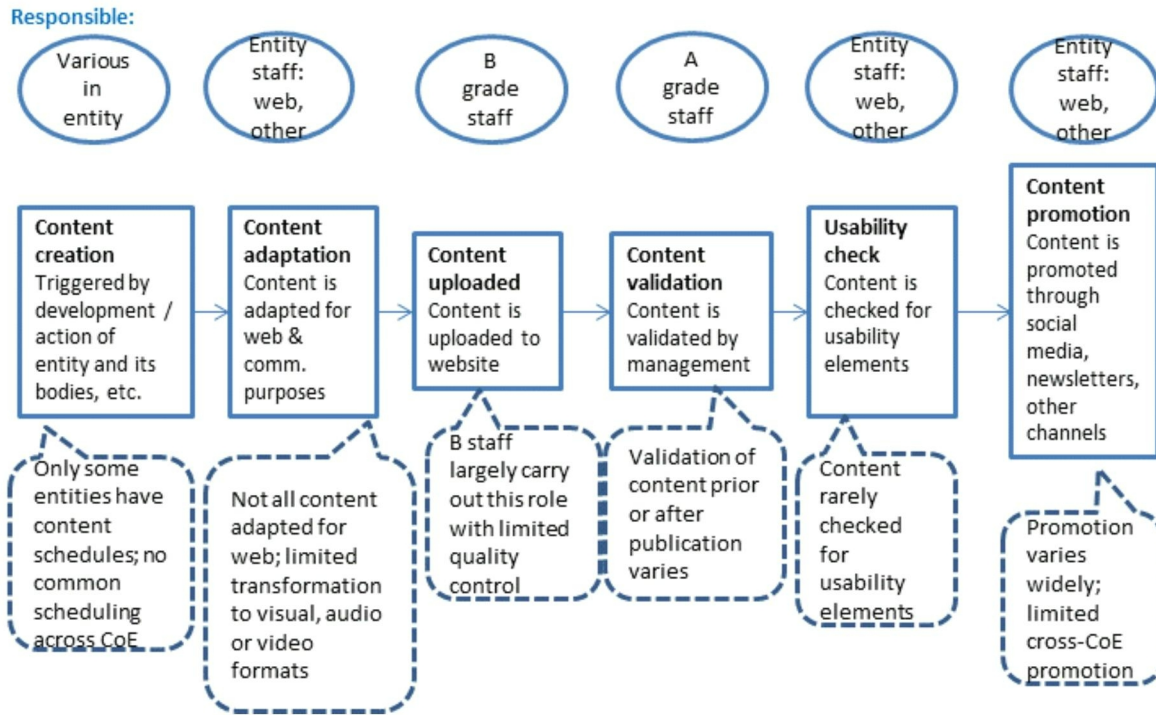 Responsible:
Various
in
entity
Entity
staff:
web,
other
B
grade
staff
A
grade
staff
Entity
staff:
web,
other
Entity
staff:
web,
other
Content
creation
Triggered by
development /
action of
entity and its
bodies, etc.
Content
adaptation
Content is
adapted for
web &
comm.
purposes
Content
uploaded
Content is
uploaded to
website
Content
validation
Content is
validated by
management
Usability
check
Content is
checked for
usability
elements
Content
promotion
Content is
promoted
through
social
media,
newsletters,
other
channels
Only some
entities have
content
schedules; no
common
scheduling
across CoE
Not all content
adapted for
web; limited
transformation
to visual, audio
or video
formats
B staff
largely carry
out this role
with limited
quality
control
Validation of
content prior
or after
publication
varies
Content
rarely
checked
for
usability
elements
Promotion
varies
widely;
limited
cross-CoE
promotion